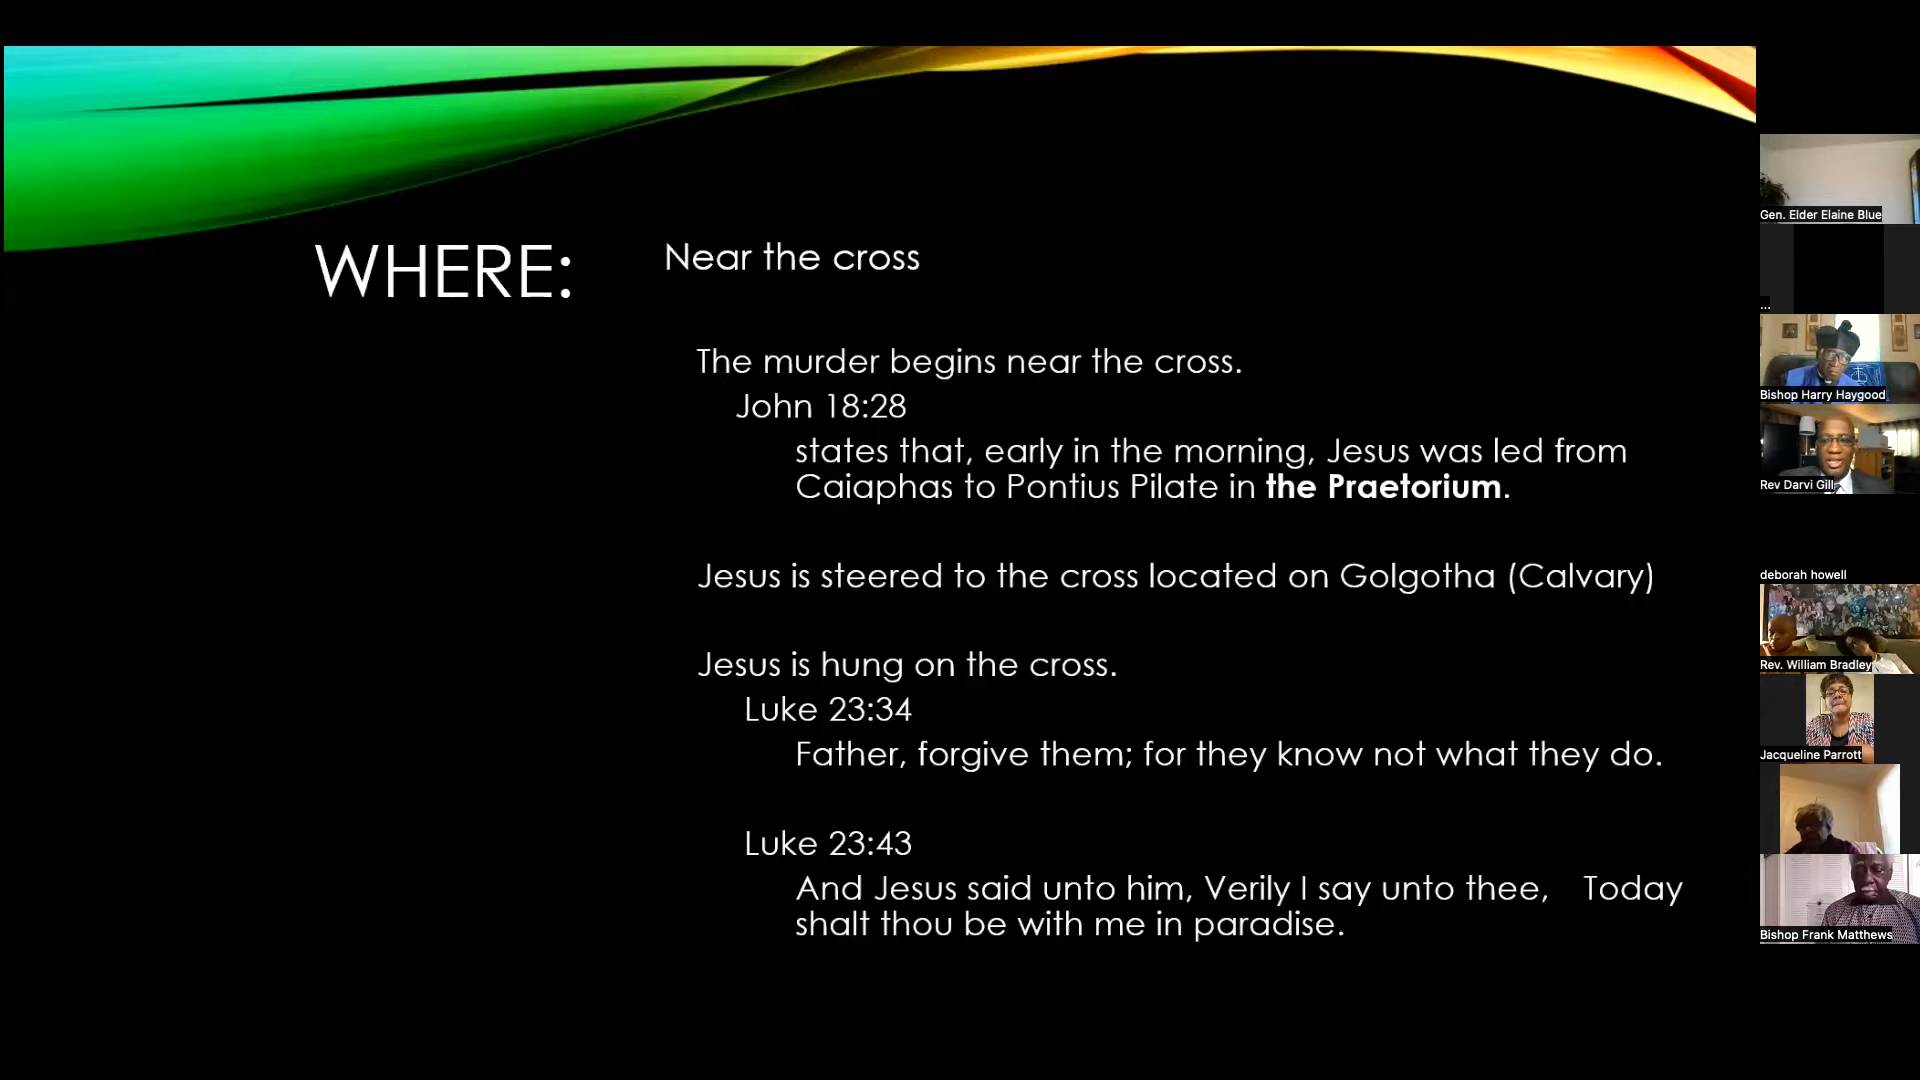 WHERE:
Near the cross
The murder begins near the cross.
John 18:28
states that, early in the morning, Jesus was led from
Caiaphas to Pontius Pilate in the Praetorium.
Jesus is steered to the cross located on Golgotha (Calvary)
Jesus is hung on the cross.
Luke 23:34
Father, forgive them; for they know not what they do.
Luke 23:43
And Jesus said unto him, Verily I say unto thee, Today
shalt thou be with me in paradise.
Gen. Elder Elaine Blue
...
Bishop Harry Haygood
Rev Darvi Gill
deborah howell
Rev. William Bradley
Jacqueline Parrott
Bishop Frank Matthews